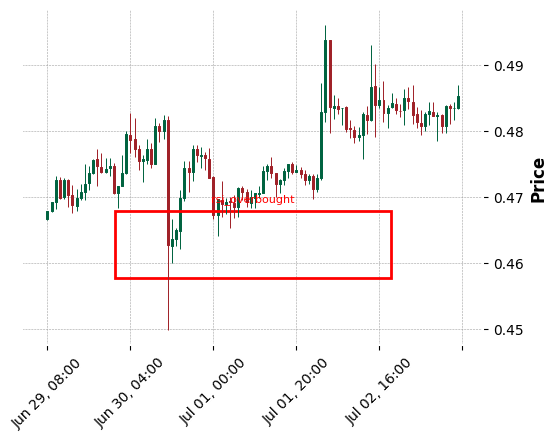 0.49
0.48
0.47
0.46
0.45
Price
overbought
Jun 29, 08:00
Jun 30, 04:00
Jul 01, 00:00
Jul 01, 20:00
Jul 02, 16:00